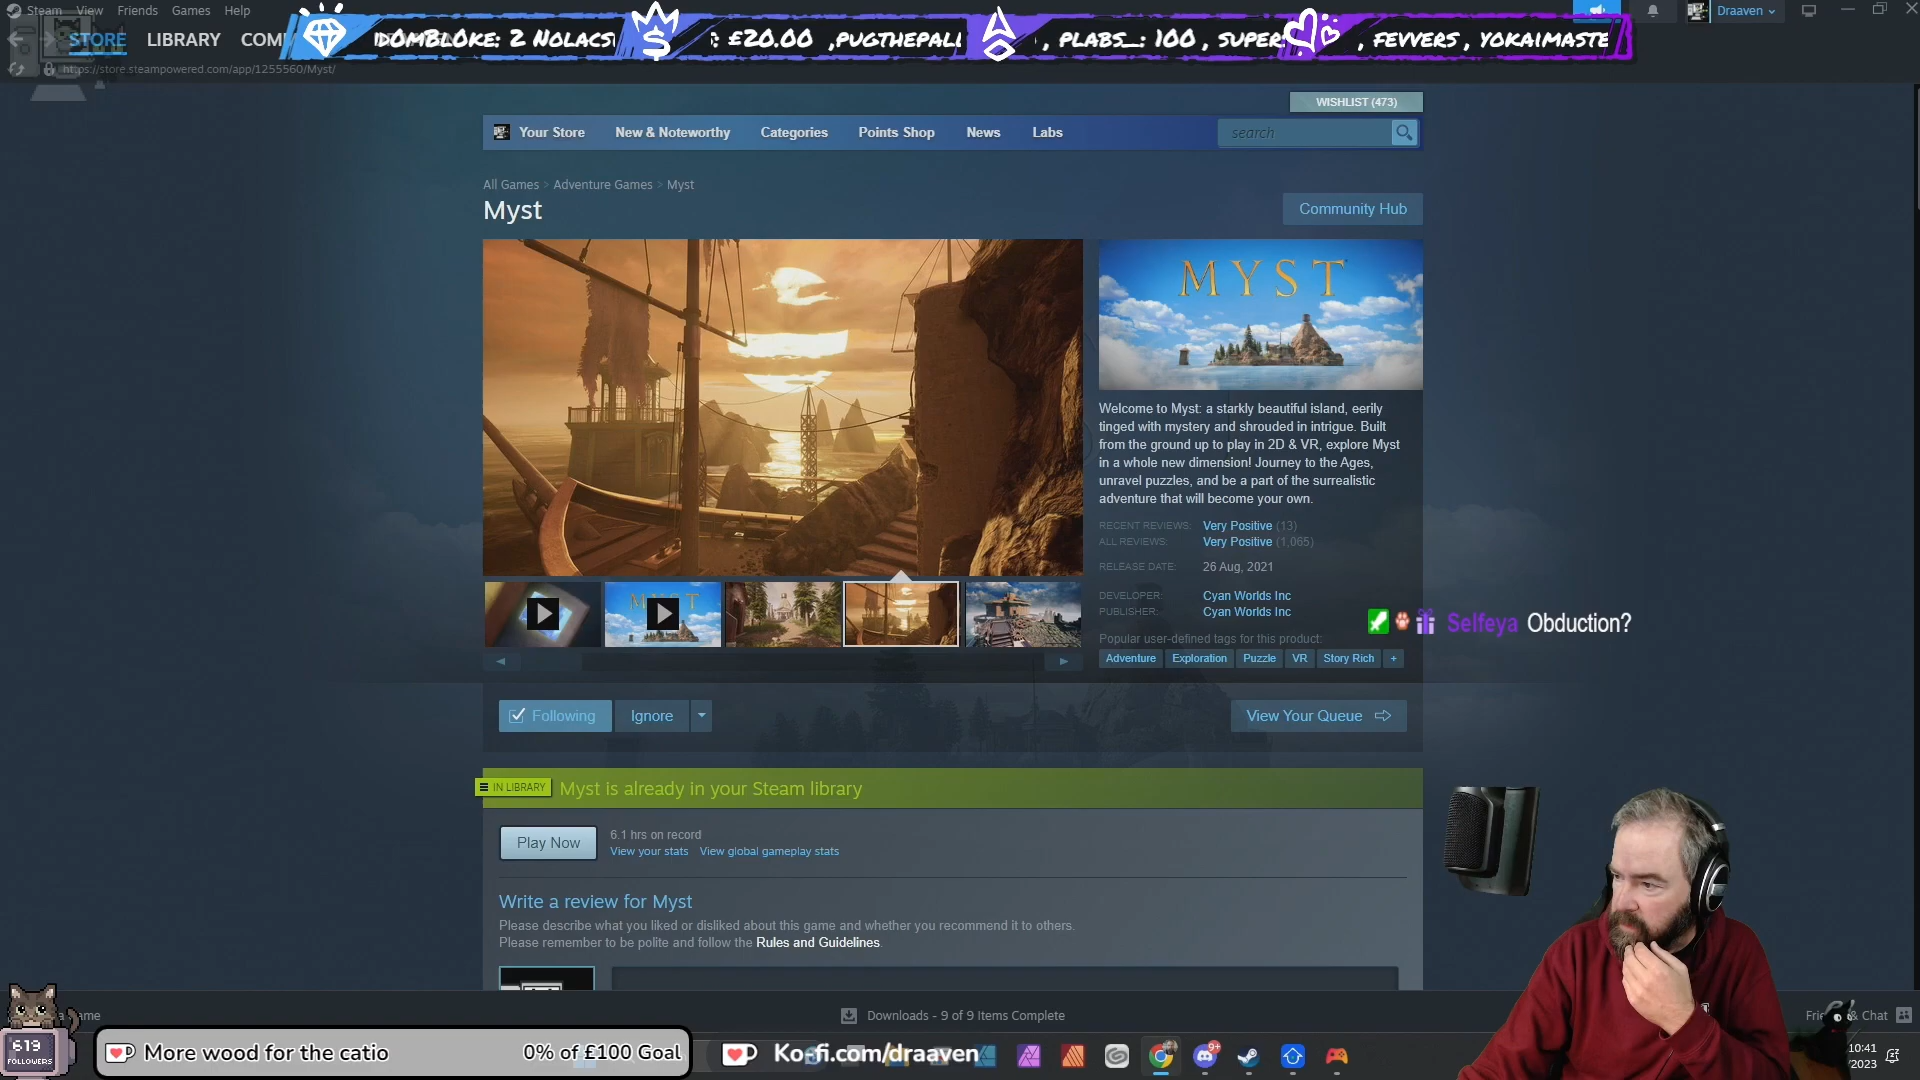 Steam View Friends Games Help
Draaven
STORE LIBRARY COM
IDOMBLOKE: 2 NOLACS
: £20.00 ,PUGTHEPALL
, PLABS_: 100 , SUPER
, FEVVERS , YOKAIMASTE
https://store.steampowered.com/app/1255560/Myst/
WISHLIST (473)
Your Store New & Noteworthy Categories Points Shop News Labs
search
All Games > Adventure Games > Myst
Myst
Community Hub
MYST
Welcome to Myst: a starkly beautiful island, eerily
tinged with mystery and shrouded in intrigue. Built
from the ground up to play in 2D & VR, explore Myst
in a whole new dimension! Journey to the Ages,
unravel puzzles, and be a part of the surrealistic
adventure that will become your own.
RECENT REVIEWS: Very Positive (13)
ALL REVIEWS: Very Positive (1,065)
RELEASE DATE: 26 Aug, 2021
DEVELOPER: Cyan Worlds Inc
PUBLISHER: Cyan Worlds Inc
Selfeya Obduction?
Popular user-defined tags for this product:
Adventure Exploration Puzzle VR Story Rich +
MYST
Following
Ignore
View Your Queue
IN LIBRARY
Myst is already in your Steam library
Play Now
6.1 hrs on record
View your stats View global gameplay stats
Write a review for Myst
Please describe what you liked or disliked about this game and whether you recommend it to others.
Please remember to be polite and follow the Rules and Guidelines.
Downloads - 9 of 9 Items Complete
& Chat
619
FOLLOWERS
More wood for the catio
0% of £100 Goal
Ko-fi.com/draaven
9+
10:41
2023